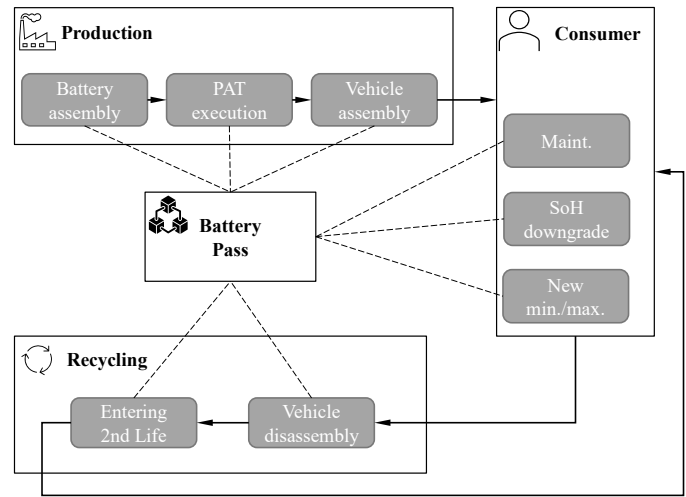 Production
Battery
assembly
PAT
execution
Vehicle
assembly
Consumer
Maint.
SoH
downgrade
New
min./max.
Battery
Pass
Recycling
Entering
2nd Life
Vehicle
disassembly